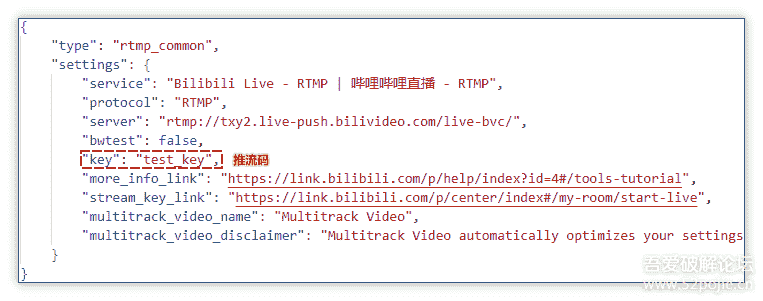 {
"type": "rtmp_common",
"settings": {
"service": "Bilibili Live - RTMP | 哔哩哔哩直播 - RTMP",
"protocol": "RTMP",
"server": "rtmp://txy2.live-push.bilivideo.com/live-bvc/",
"bwtest": false,
"key": "test_key", 推流码
"more_info_link": "https://link.bilibili.com/p/help/index?id=4#/tools-tutorial",
"stream_key_link": "https://link.bilibili.com/p/center/index#/my-room/start-live",
"multitrack_video_name": "Multitrack Video",
"multitrack_video_disclaimer": "Multitrack Video automatically optimizes your settings
}
吾爱破解论坛
}
www.52pojie.cn